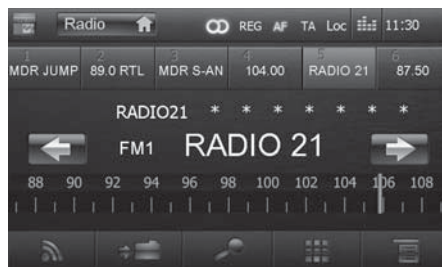 Radio REG AF TA Loc 11:30
1 2 3 4 5 6
MDR JUMP 89.0 RTL MDR S-AN 104.00 RADIO 21 87.50
RADIO21 * * * * * * *
FM1 RADIO 21
88 90 92 94 96 98 100 102 104 106 108